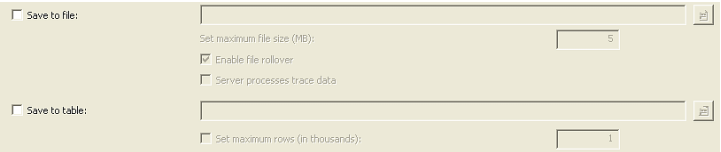 Save to file:
Set maximum file size (MB): 5
Enable file rollover
Server processes trace data
Save to table:
Set maximum rows (in thousands): 1